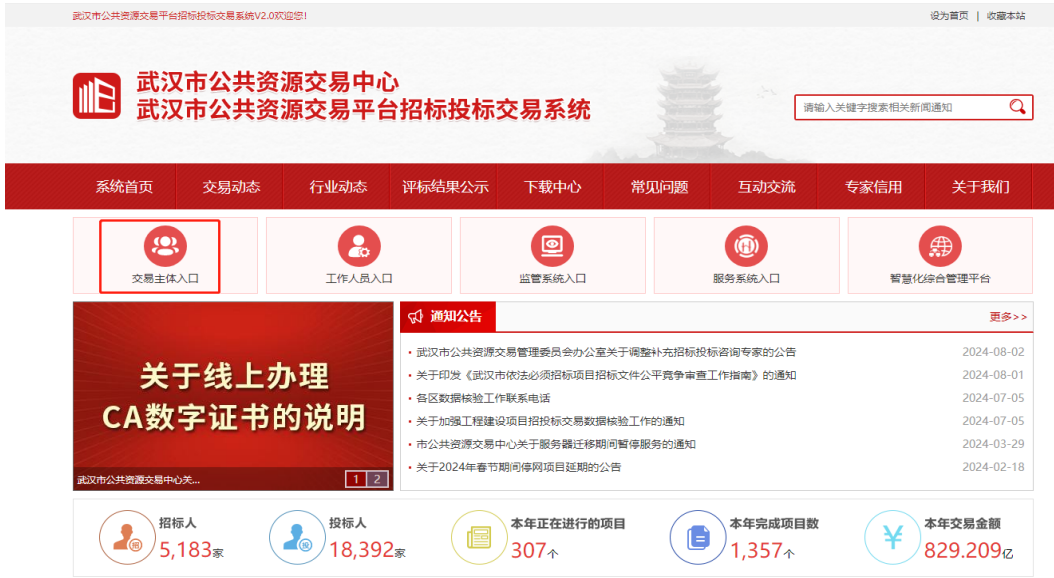 武汉市公共资源交易平台招标投标交易系统V2.0欢迎您!
设为首页 | 收藏本站
武汉市公共资源交易中心
武汉市公共资源交易平台招标投标交易系统
请输入关键字搜索相关新闻通知
系统首页 交易动态 行业动态 评标结果公示 下载中心 常见问题 互动交流 专家信用 关于我们
交易主体入口 工作人员入口 监管系统入口 服务系统入口 智慧化综合管理平台
关于线上办理
CA数字证书的说明
武汉市公共资源交易中心关...
1 2
通知公告 更多>>
·武汉市公共资源交易管理委员会办公室关于调整补充招标投标咨询专家的公告 2024-08-02
·关于印发《武汉市依法必须招标项目招标文件公平竞争审查工作指南》的通知 2024-08-01
·各区数据核验工作联系电话 2024-07-05
·关于加强工程建设项目招投标交易数据核验工作的通知 2024-07-05
·市公共资源交易中心关于服务器迁移期间暂停服务的通知 2024-03-29
·关于2024年春节期间停网项目延期的公告 2024-02-18
招
招标人
5,183家
投
投标人
18,392家
本年正在进行的项目
307个
本年完成项目数
1,357个
¥
本年交易金额
829.209亿